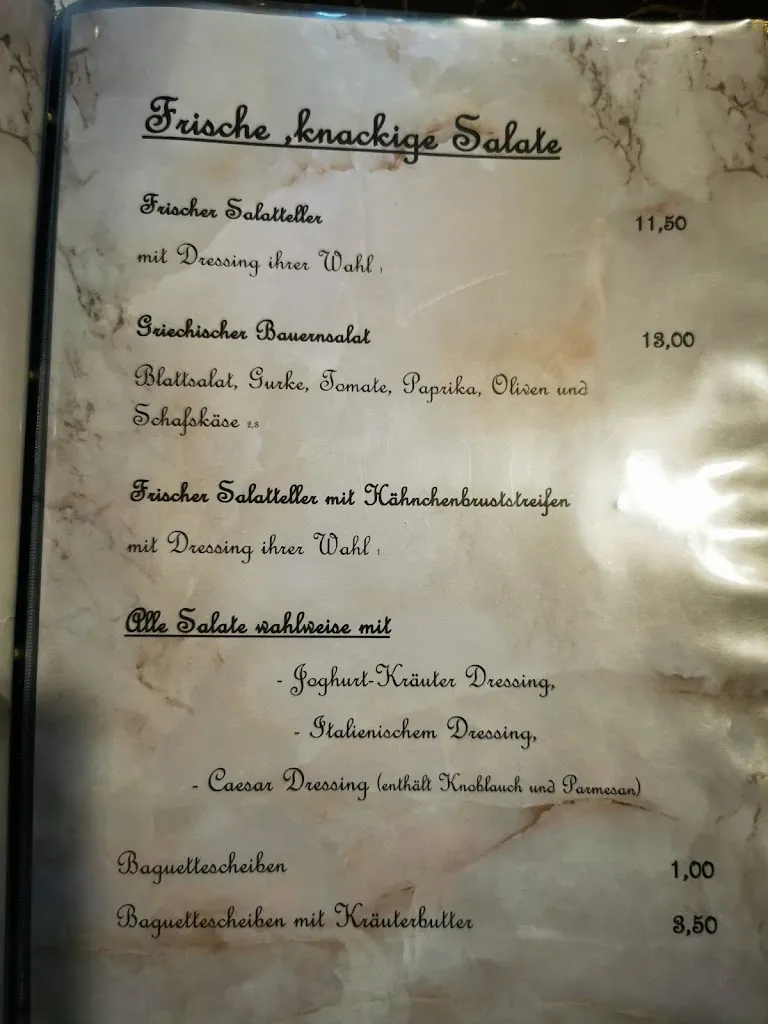 Frische ,knackige Salate
Frischer Salatteller 11,50
mit Dressing ihrer Wahl 1
Griechischer Bauernsalat 13,00
Blattsalat, Gurke, Tomate, Paprika, Oliven und
Schafskäse 2,8
Frischer Salatteller mit Hähnchenbruststreifen
mit Dressing ihrer Wahl 1
Alle Salate wahlweise mit
- Joghurt-Kräuter Dressing,
- Italienischem Dressing,
- Caesar Dressing (enthält Knoblauch und Parmesan)
Baguettescheiben 1,00
Baguettescheiben mit Kräuterbutter 3,50